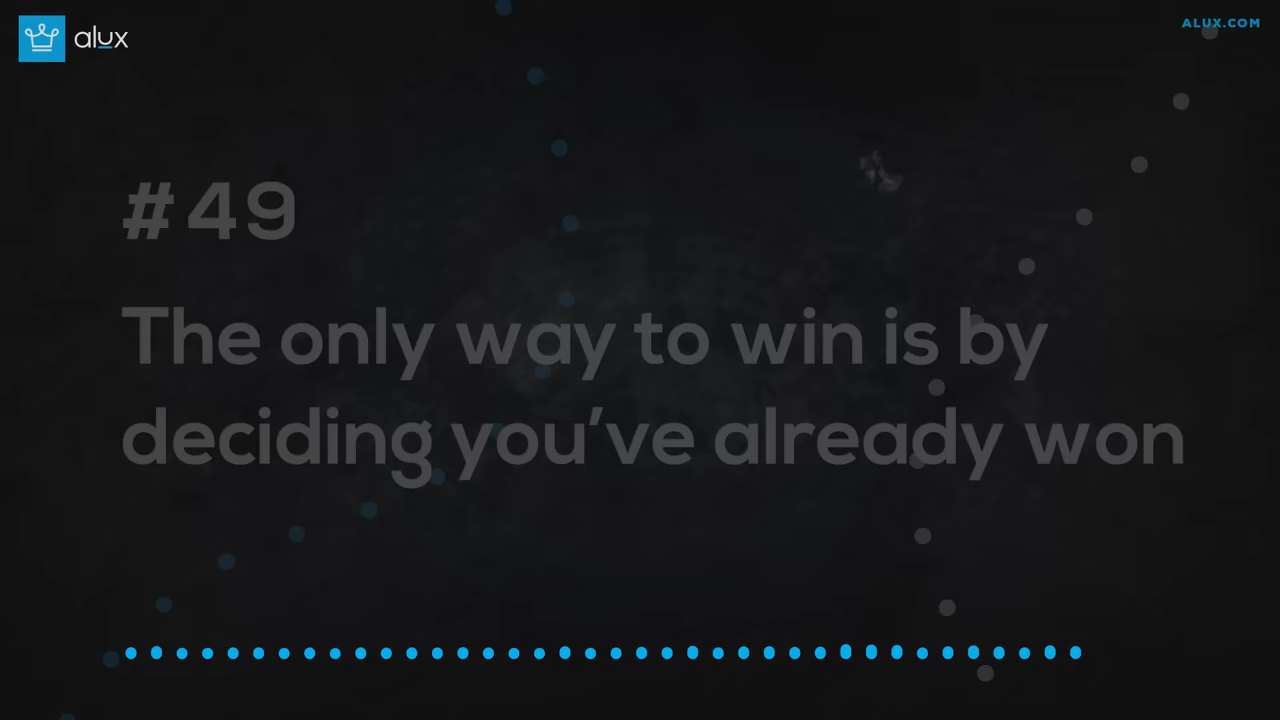 alux
ALUX.COM
#49
The only way to win is by
deciding you’ve already won